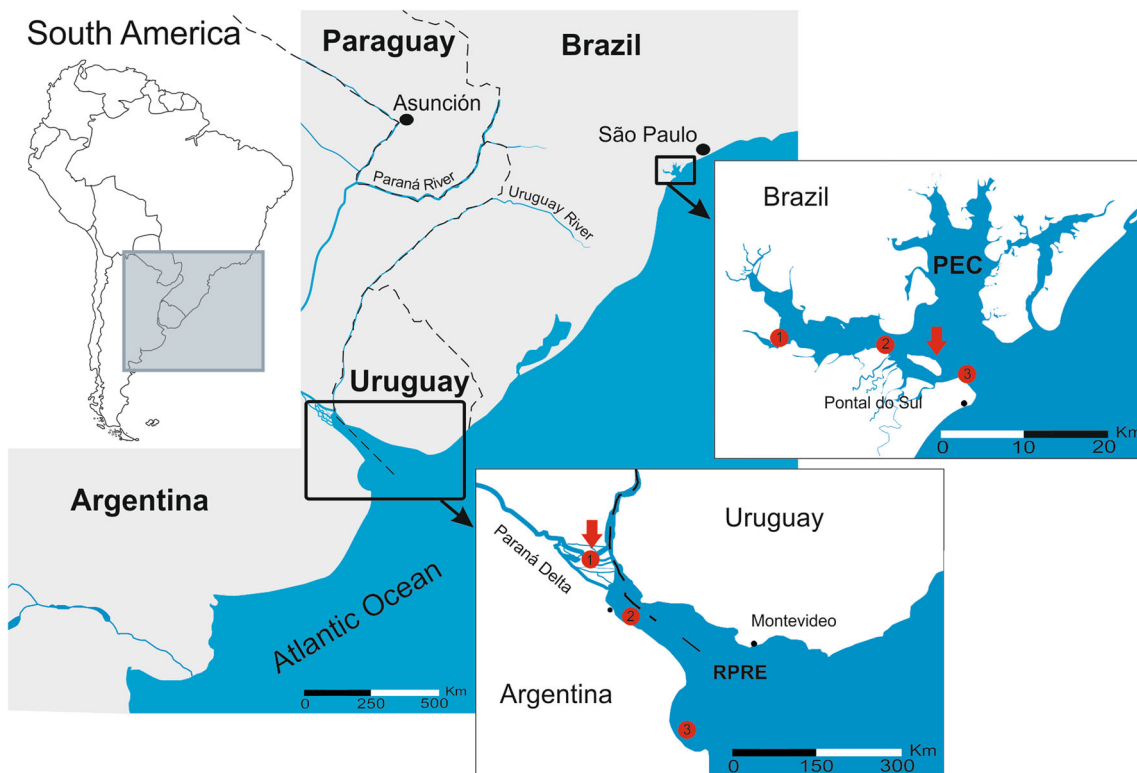 South America
Paraguay
Brazil
Asunción
São Paulo
Paraná River
Uruguay River
Uruguay
Argentina
Atlantic Ocean
0 250 500 Km
Brazil
PEC
1
2
3
Pontal do Sul
0 10 20 Km
Uruguay
Paraná Delta
1
2
Montevideo
RPRE
Argentina
3
0 150 300 Km